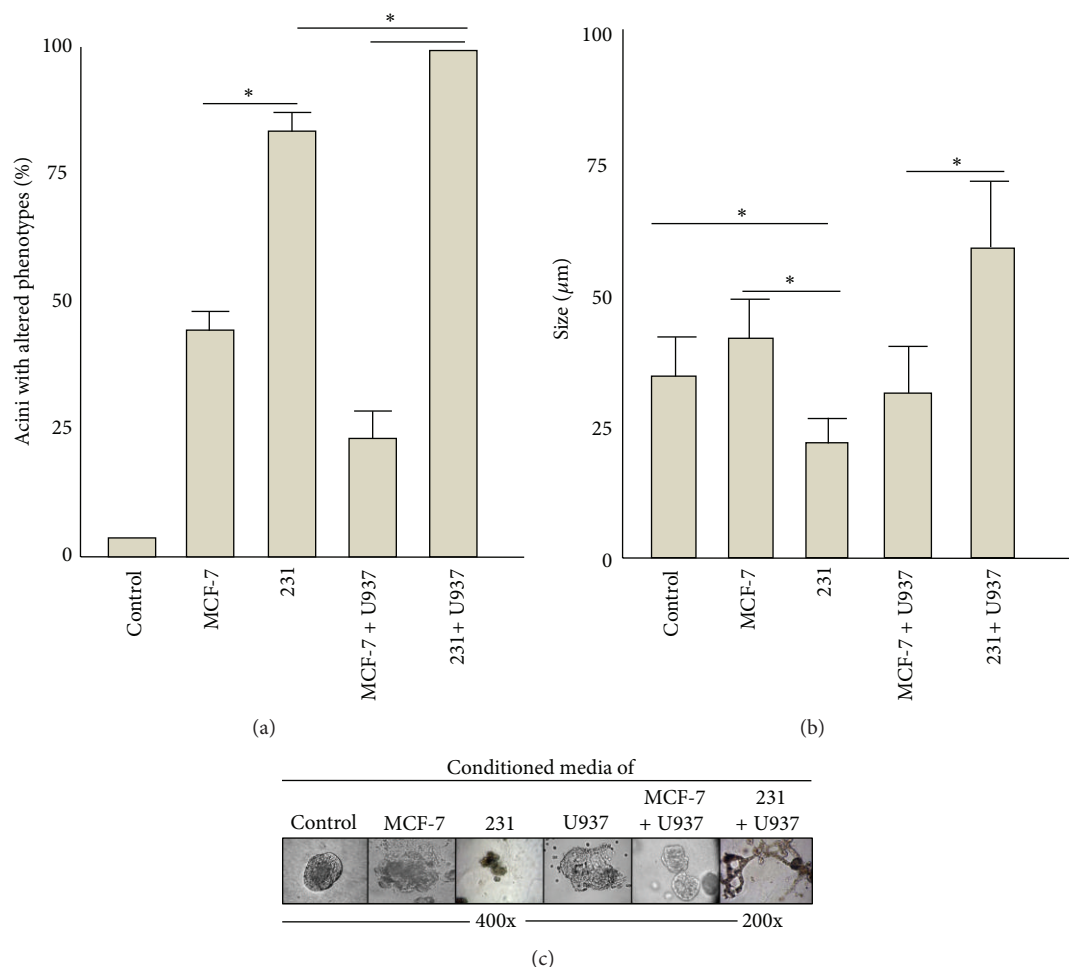 Acini with altered phenotypes (%)
100
75
50
25
0
*
*
Control
MCF-7
231
MCF-7 + U937
231+ U937
(a)
Size (μm)
100
75
50
25
0
*
*
*
Control
MCF-7
231
MCF-7 + U937
231+ U937
(b)
Conditioned media of
Control
MCF-7
231
U937
MCF-7
+ U937
231
+ U937
400x
200x
(c)